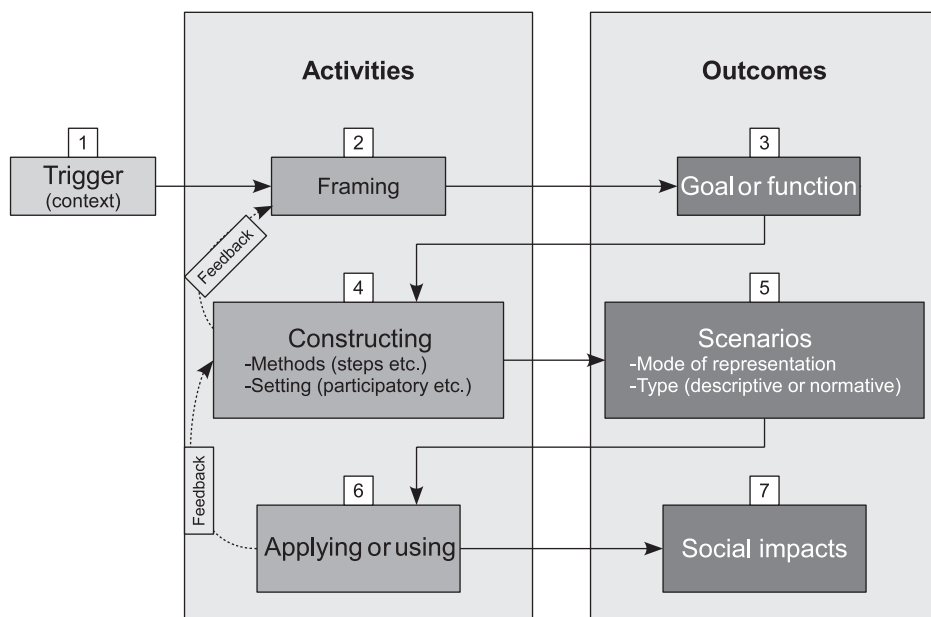 Activities
Outcomes
1
Trigger
(context)
2
Framing
3
Goal or function
Feedback
4
Constructing
-Methods (steps etc.)
-Setting (participatory etc.)
5
Scenarios
-Mode of representation
-Type (descriptive or normative)
Feedback
6
Applying or using
7
Social impacts